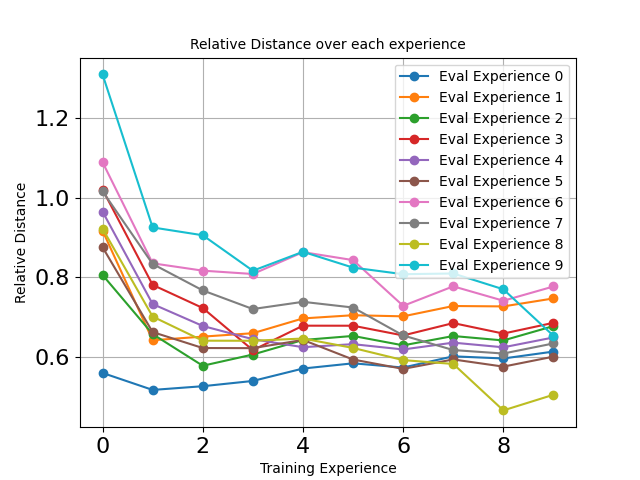 Relative Distance over each experience
Relative Distance
1.2
1.0
0.8
0.6
Eval Experience 0
Eval Experience 1
Eval Experience 2
Eval Experience 3
Eval Experience 4
Eval Experience 5
Eval Experience 6
Eval Experience 7
Eval Experience 8
Eval Experience 9
0 2 4 6 8
Training Experience